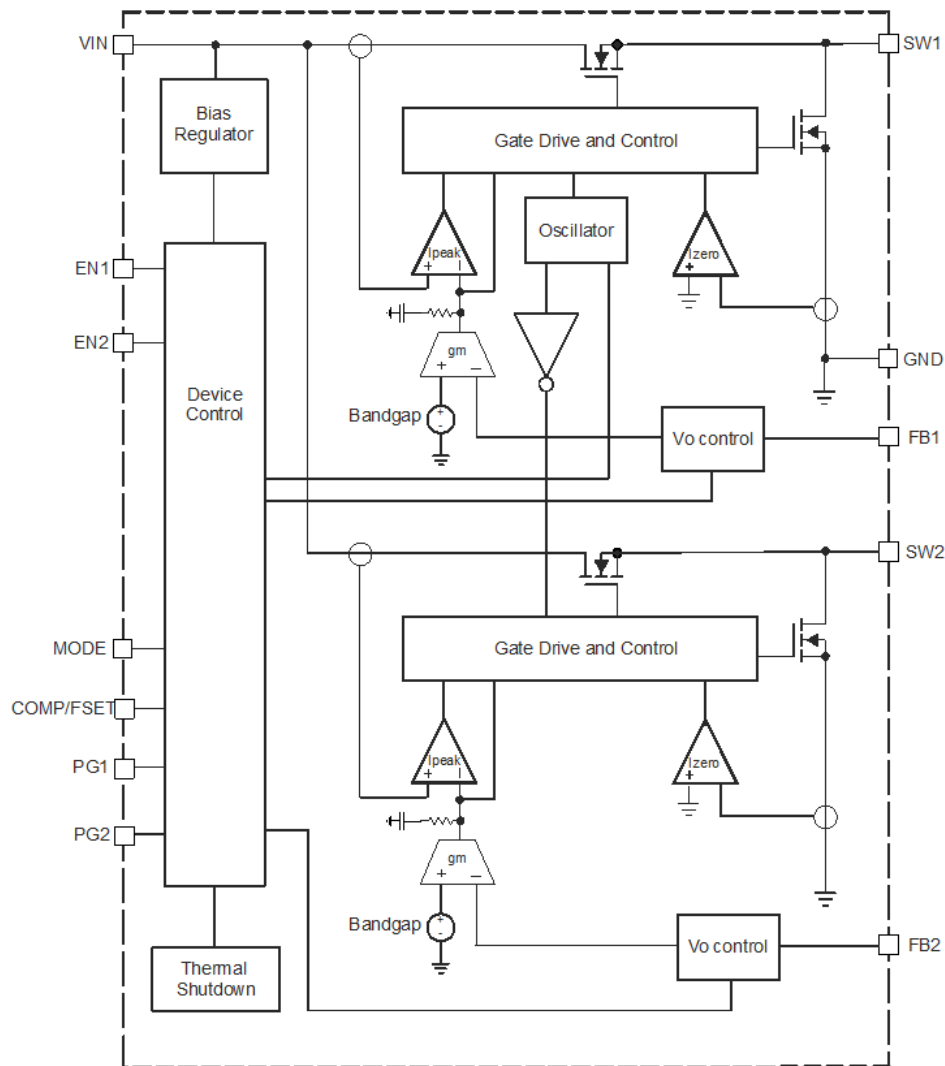 VIN
SW1
Bias
Regulator
Gate Drive and Control
Oscillator
Ipeak
+
−
Izero
+
EN1
EN2
gm
+
−
Device
Control
GND
Bandgap
+
-
Vo control
FB1
SW2
MODE
Gate Drive and Control
COMP/FSET
Ipeak
+
−
Izero
+
PG1
PG2
gm
+
−
Bandgap
+
-
Vo control
FB2
Thermal
Shutdown